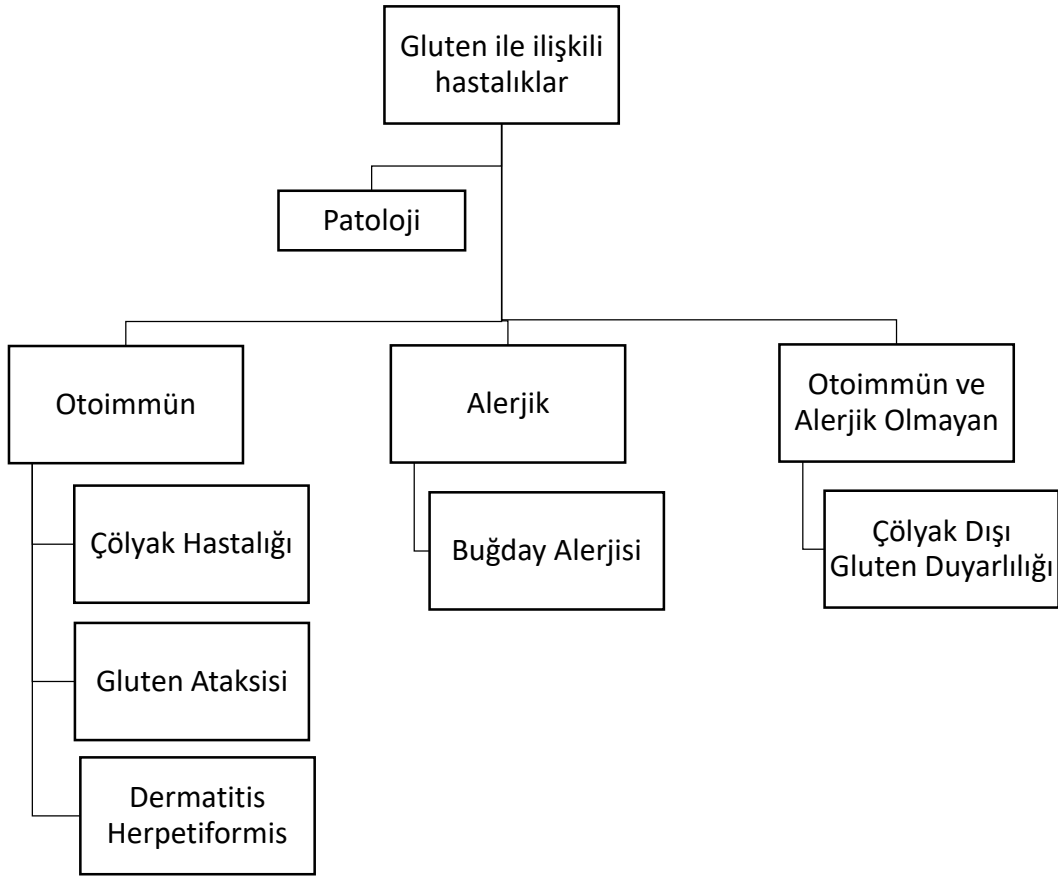 Gluten ile ilişkili
hastalıklar
Patoloji
Otoimmün
Alerjik
Otoimmün ve
Alerjik Olmayan
Çölyak Hastalığı
Buğday Alerjisi
Çölyak Dışı
Gluten Duyarlılığı
Gluten Ataksisi
Dermatitis
Herpetiformis